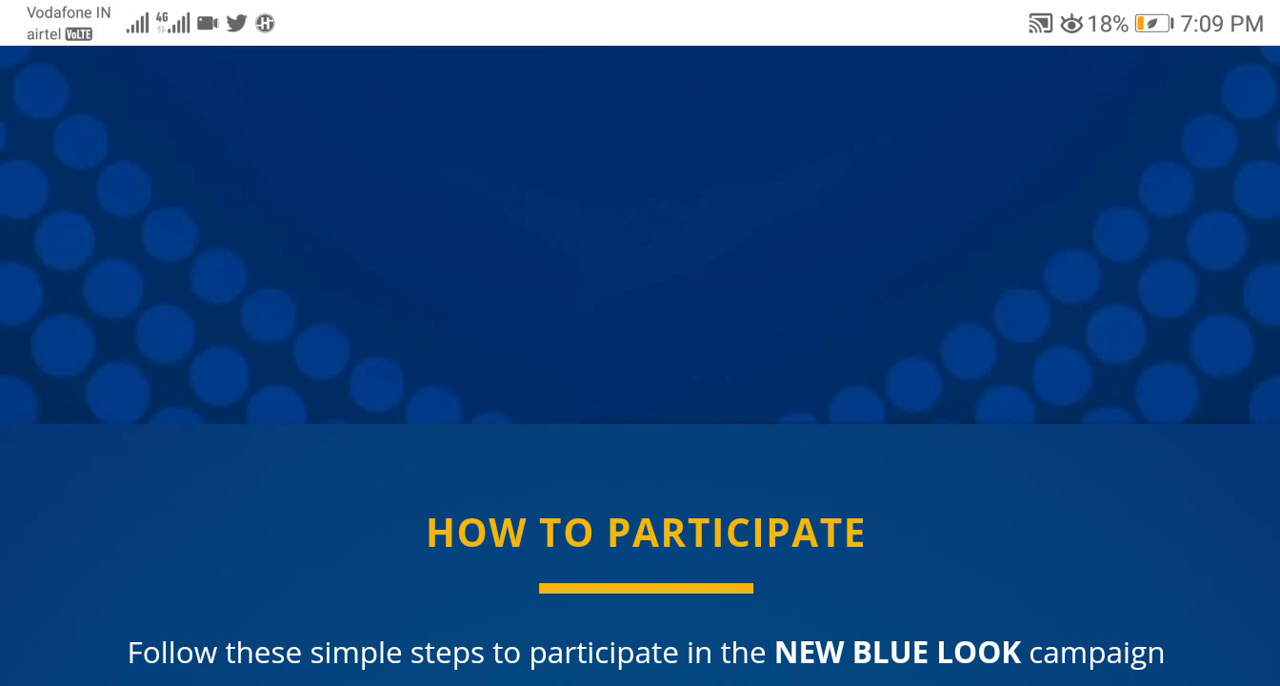 Vodafone IN
airtel VoLTE
4G
18%
7:09 PM
HOW TO PARTICIPATE
Follow these simple steps to participate in the NEW BLUE LOOK campaign